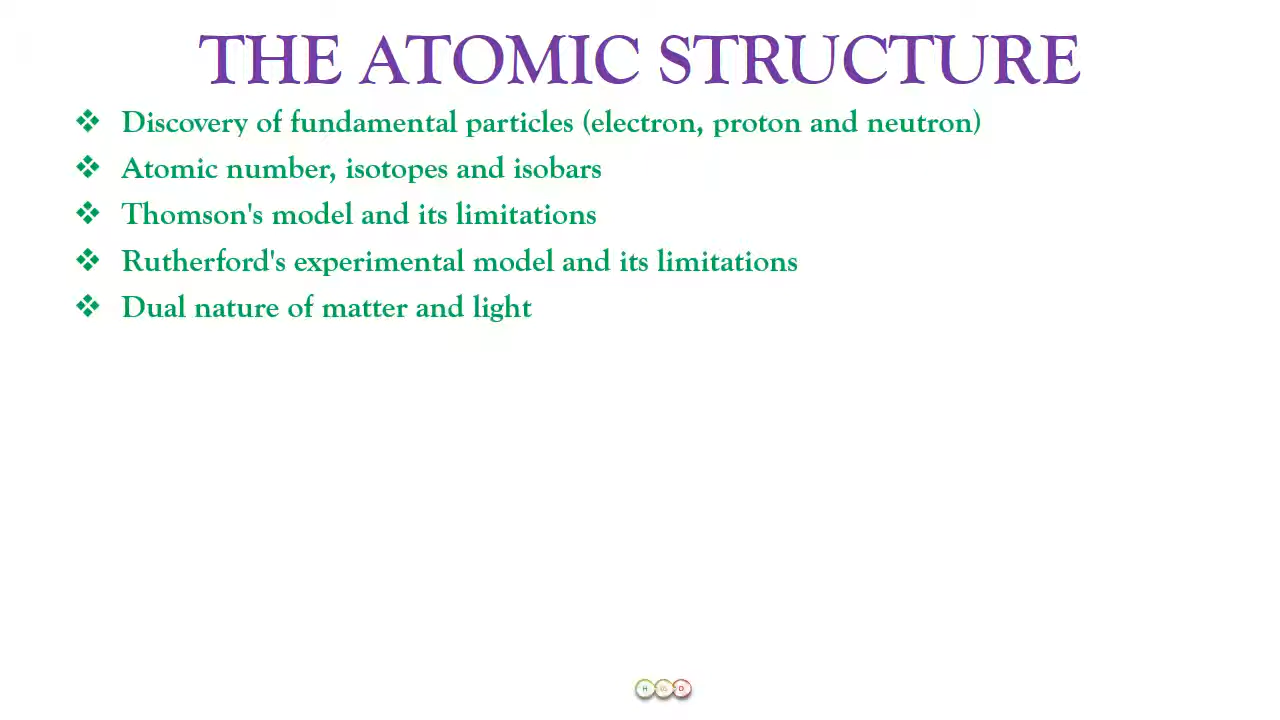 THE ATOMIC STRUCTURE
❖ Discovery of fundamental particles (electron, proton and neutron)
❖ Atomic number, isotopes and isobars
❖ Thomson's model and its limitations
❖ Rutherford's experimental model and its limitations
❖ Dual nature of matter and light
H D